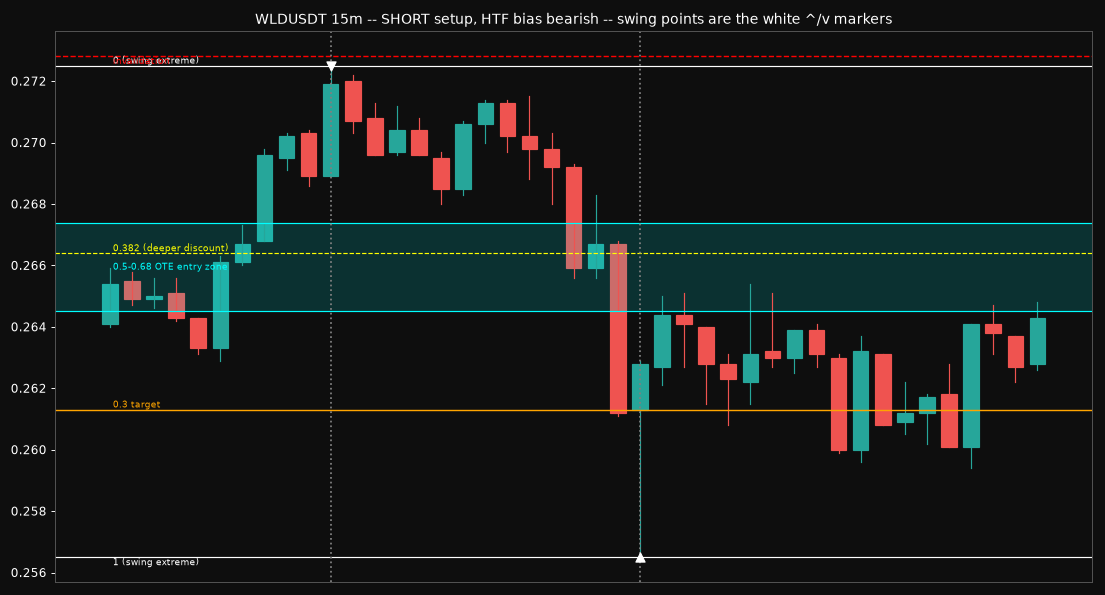 WLDUSDT 15m -- SHORT setup, HTF bias bearish -- swing points are the white ^/v markers
0 (swing extreme)
0.272
0.270
0.268
0.382 (deeper discount)
0.266
0.5-0.68 OTE entry zone
0.264
0.262
0.3 target
0.260
0.258
1 (swing extreme)
0.256